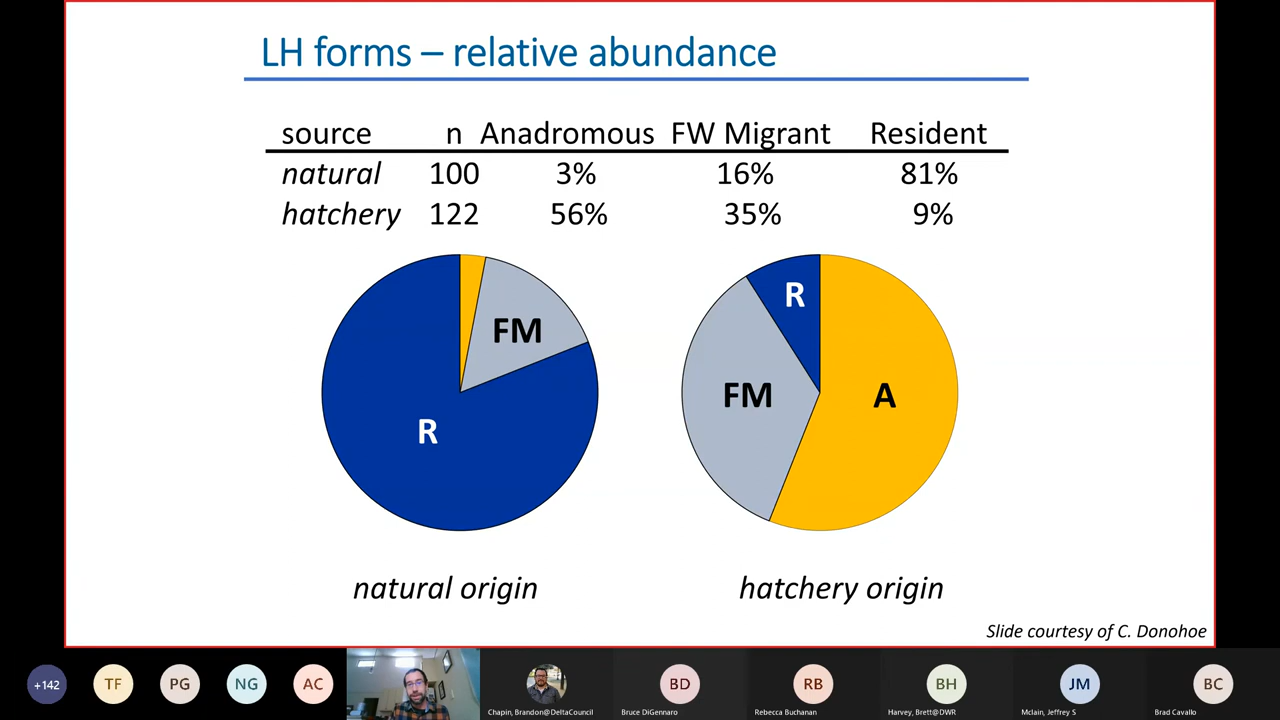 LH forms – relative abundance
source n Anadromous FW Migrant Resident
natural 100 3% 16% 81%
hatchery 122 56% 35% 9%
FM
R
R
FM
A
natural origin
hatchery origin
Slide courtesy of C. Donohoe
+142
TF
PG
NG
AC
BD
RB
BH
JM
BC
Chapin, Brandon@DeltaCouncil
Bruce DiGennaro
Rebecca Buchanan
Harvey, Brett@DWR
Mclain, Jeffrey S
Brad Cavallo